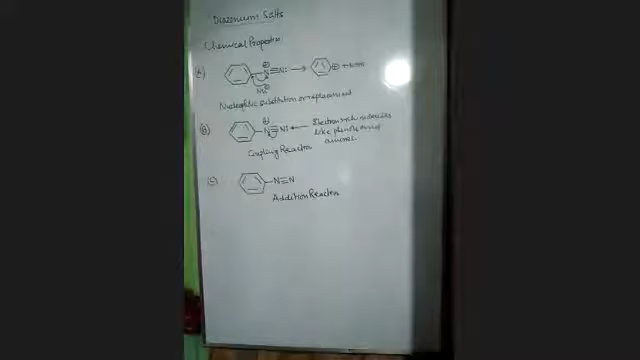 Diazonium Salts
Chemical Properties
(A) N≡N: → ⊕ + N≡N
Nu
Nucleophilic substitution or replacement
(B) N≡N: ← Electron rich molecules
like phenols and
amines
Coupling Reaction
(C) N≡N
Addition Reaction